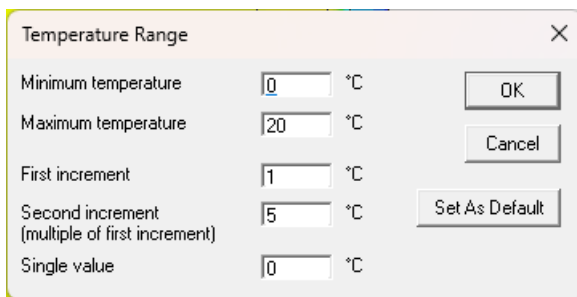 Temperature Range
Minimum temperature 0 °C OK
Maximum temperature 20 °C
Cancel
First increment 1 °C
Second increment 5 °C Set As Default
(multiple of first increment)
Single value 0 °C